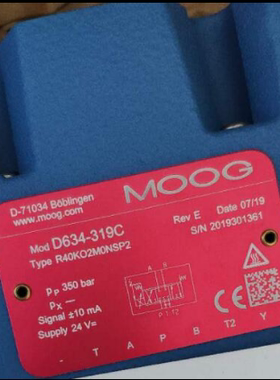 D-71034 Böblingen
www.moog.com
MOOG
Mod D634-319C
Type R40KO2M0NSP2
Rev E Date 07/19
S/N 2019301361
pP 350 bar
pX —
Signal ±10 mA
Supply 24 V=
A B
P T T2
- T A P B T2 Y